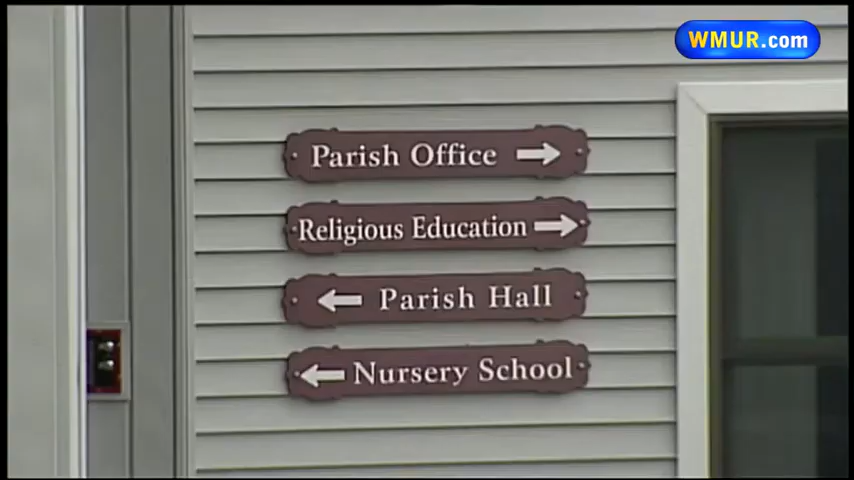 WMUR.com
Parish Office
Religious Education
Parish Hall
Nursery School